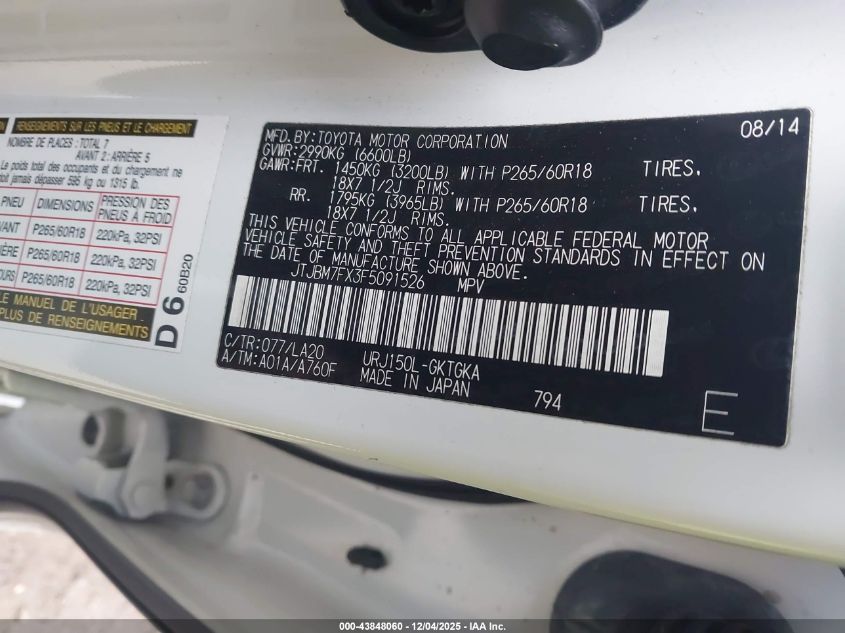 RENSEIGNEMENTS SUR LES PNEUS ET LE CHARGEMENT
NOMBRE DE PLACES: TOTAL 7
AVANT 2: ARRIÈRE 5
Le poids total des occupants et du chargement ne
doit jamais dépasser 595 kg ou 1315 lb.
PNEU DIMENSIONS PRESSION DES PNEUS À FROID
AVANT P265/60R18 220kPa, 32PSI
P265/60R18 220kPa, 32PSI
P265/60R18 220kPa, 32PSI
LE MANUEL DE L'USAGER
PLUS DE RENSEIGNEMENTS
D 6 60B20
MFD. BY:TOYOTA MOTOR CORPORATION 08/14
GVWR:2990KG (6600LB)
GAWR:FRT. 1450KG (3200LB) WITH P265/60R18 TIRES,
18X7 1/2J RIMS.
RR. 1795KG (3965LB) WITH P265/60R18 TIRES,
18X7 1/2J RIMS.
THIS VEHICLE CONFORMS TO ALL APPLICABLE FEDERAL MOTOR
VEHICLE SAFETY AND THEFT PREVENTION STANDARDS IN EFFECT ON
THE DATE OF MANUFACTURE SHOWN ABOVE.
JTJBM7FX3F5091526 MPV
C/TR:077/LA20 URJ150L-GKTGKA
A/TM:A01A/A760F MADE IN JAPAN 794 E
000-43848060 - 12/04/2025 - IAA Inc.